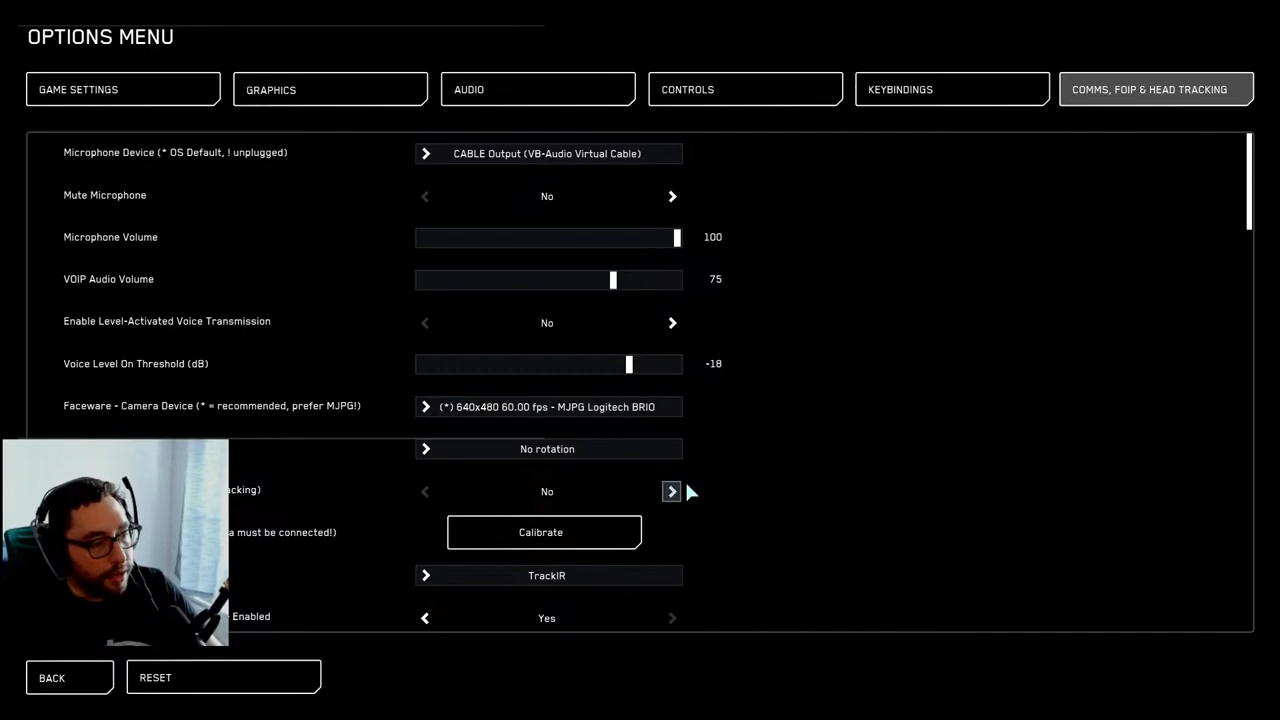 OPTIONS MENU
GAME SETTINGS
GRAPHICS
AUDIO
CONTROLS
KEYBINDINGS
COMMS, FOIP & HEAD TRACKING
Microphone Device (* OS Default, ! unplugged)
CABLE Output (VB-Audio Virtual Cable)
Mute Microphone
No
Microphone Volume
100
VOIP Audio Volume
75
Enable Level-Activated Voice Transmission
No
Voice Level On Threshold (dB)
-18
Faceware - Camera Device (* = recommended, prefer MJPG!)
(*) 640x480 60.00 fps - MJPG Logitech BRIO
No rotation
acking)
No
a must be connected!)
Calibrate
TrackIR
Enabled
Yes
BACK
RESET